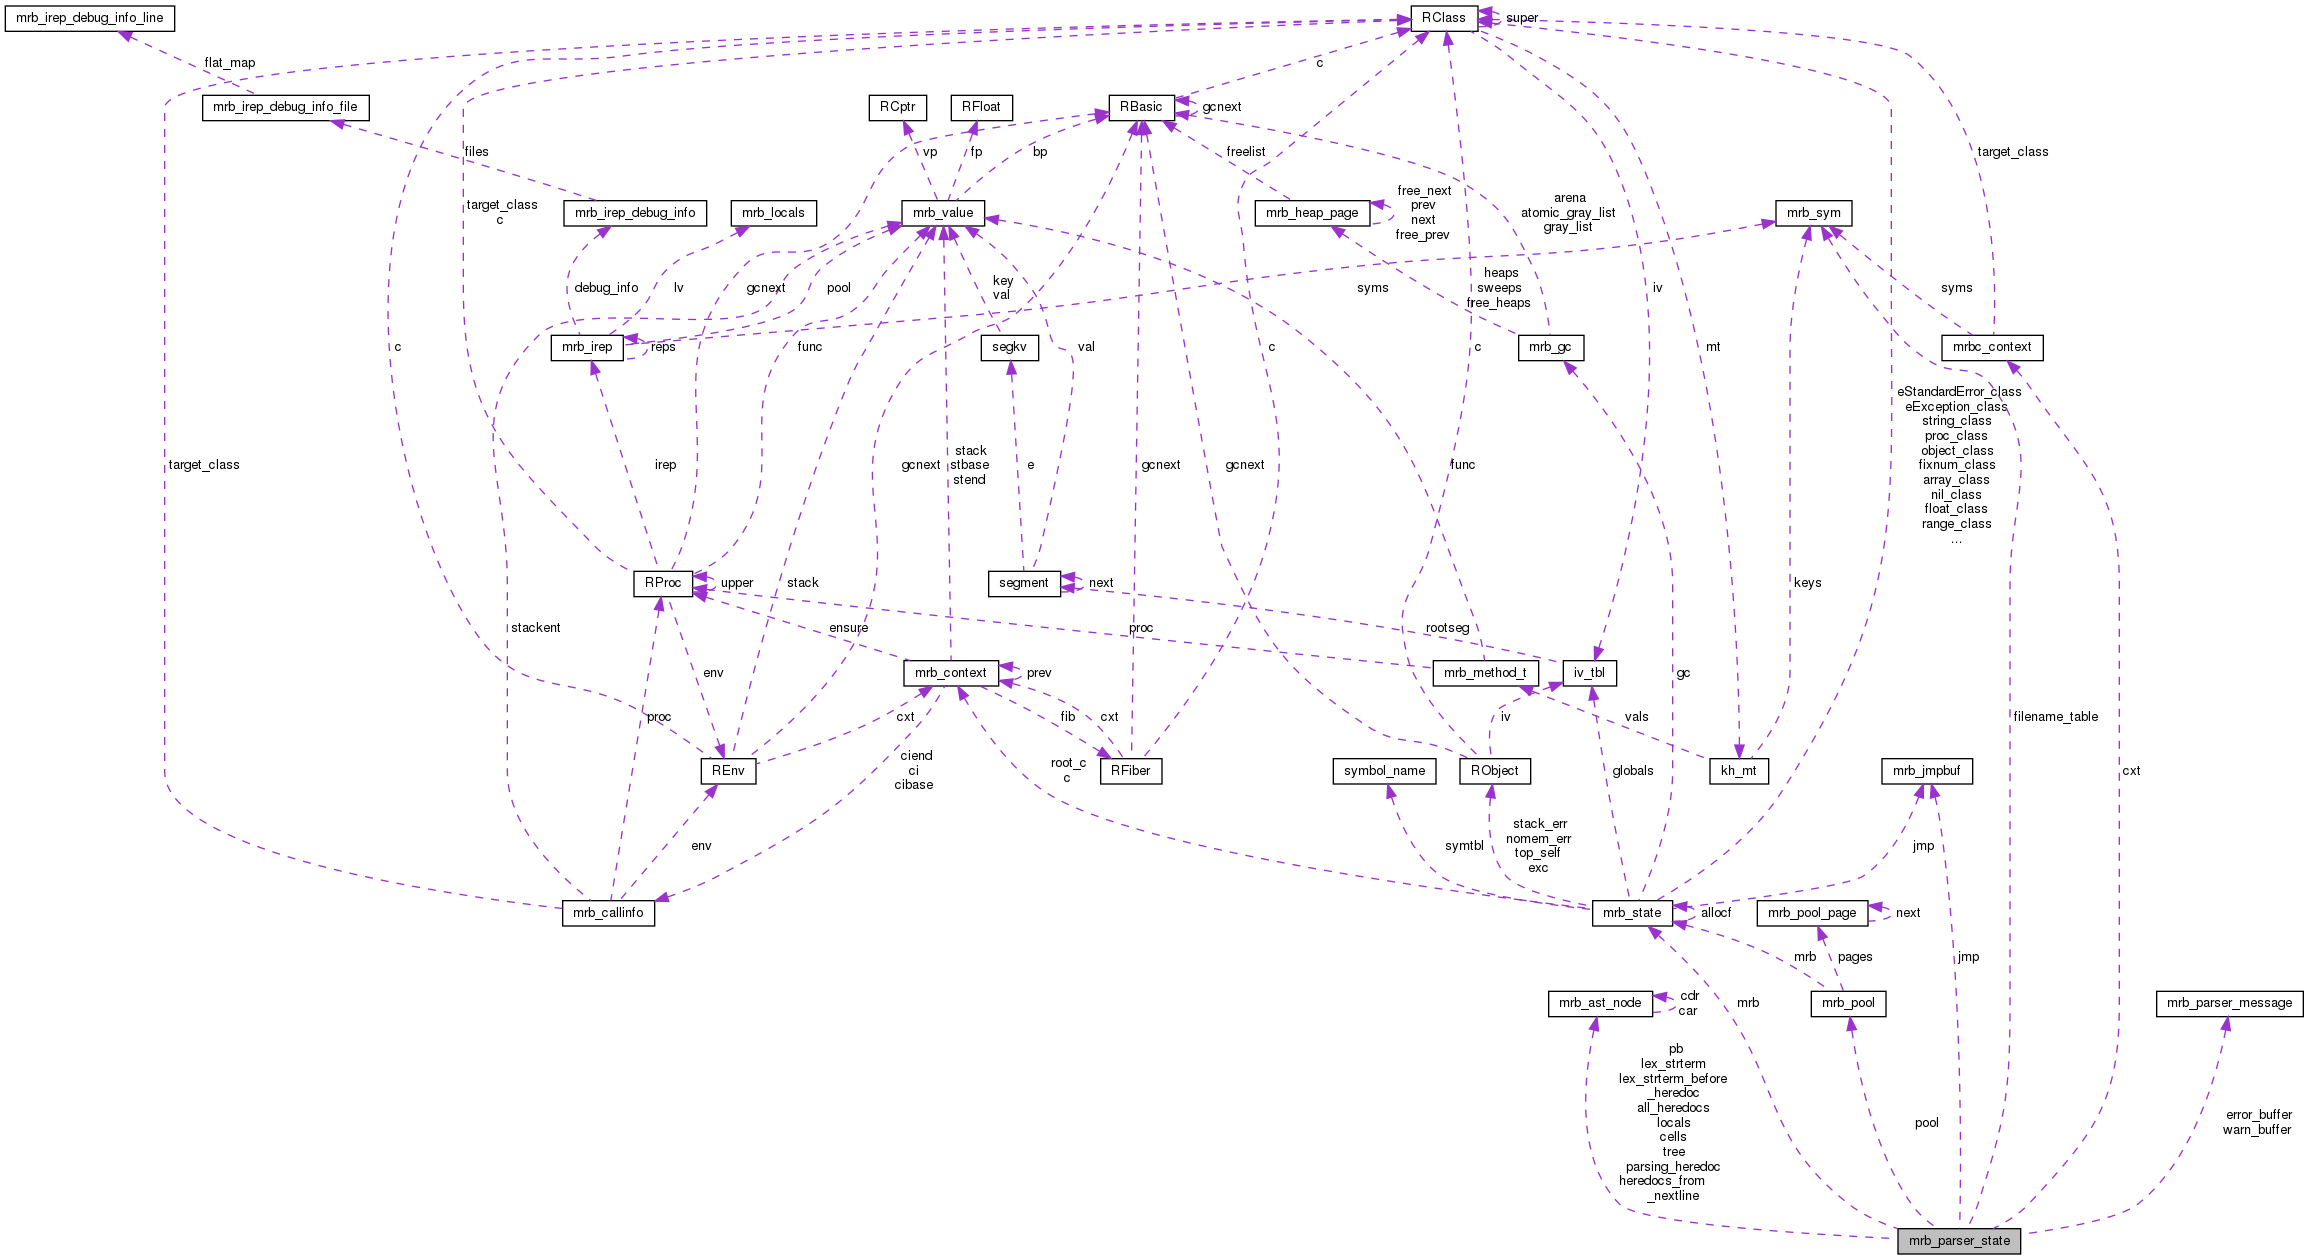 mrb_irep_debug_info_line
RClass
super
flat_map
c
mrb_irep_debug_info_file
RCptr
RFloat
RBasic
gcnext
files
vp
fp
bp
freelist
target_class
target_class
c
mrb_irep_debug_info
mrb_locals
mrb_value
mrb_heap_page
free_next
prev
next
free_prev
arena
atomic_gray_list
gray_list
mrb_sym
debug_info
lv
gcnext
pool
key
val
heaps
sweeps
free_heaps
syms
iv
syms
c
mrb_irep
reps
func
segkv
val
c
c
mrb_gc
mt
mrbc_context
target_class
irep
gcnext
stack
stbase
stend
e
gcnext
gcnext
func
eStandardError_class
eException_class
string_class
proc_class
object_class
fixnum_class
array_class
nil_class
float_class
range_class
...
RProc
upper
stack
segment
next
keys
stackent
ensure
proc
rootseg
env
mrb_context
prev
mrb_method_t
iv_tbl
gc
proc
cxt
fib
cxt
iv
vals
filename_table
REnv
ciend
ci
cibase
root_c
c
RFiber
symbol_name
RObject
globals
kh_mt
mrb_jmpbuf
cxt
env
symtbl
stack_err
nomem_err
top_self
exc
jmp
mrb_callinfo
mrb_state
allocf
mrb_pool_page
next
mrb
pages
jmp
mrb_ast_node
cdr
car
mrb
mrb_pool
mrb_parser_message
pb
lex_strterm
lex_strterm_before
_heredoc
all_heredocs
locals
cells
tree
parsing_heredoc
heredocs_from
_nextline
pool
error_buffer
warn_buffer
mrb_parser_state